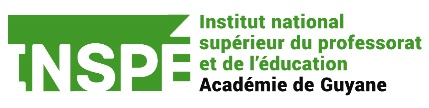 INSPÉ
Institut national
supérieur du professorat
et de l'éducation
Académie de Guyane